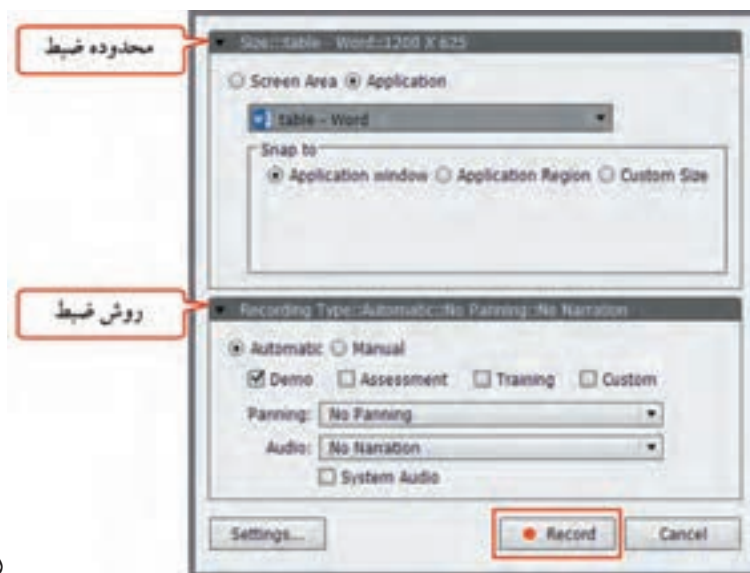 محدوده ضبط
Size::table - Word::1200 X 625
Screen Area Application
table - Word
Snap to
Application window Application Region Custom Size
روش ضبط
Recording Type::Automatic::No Panning::No Narration
Automatic Manual
Demo Assessment Training Custom
Panning: No Panning
Audio: No Narration
System Audio
Settings... Record Cancel